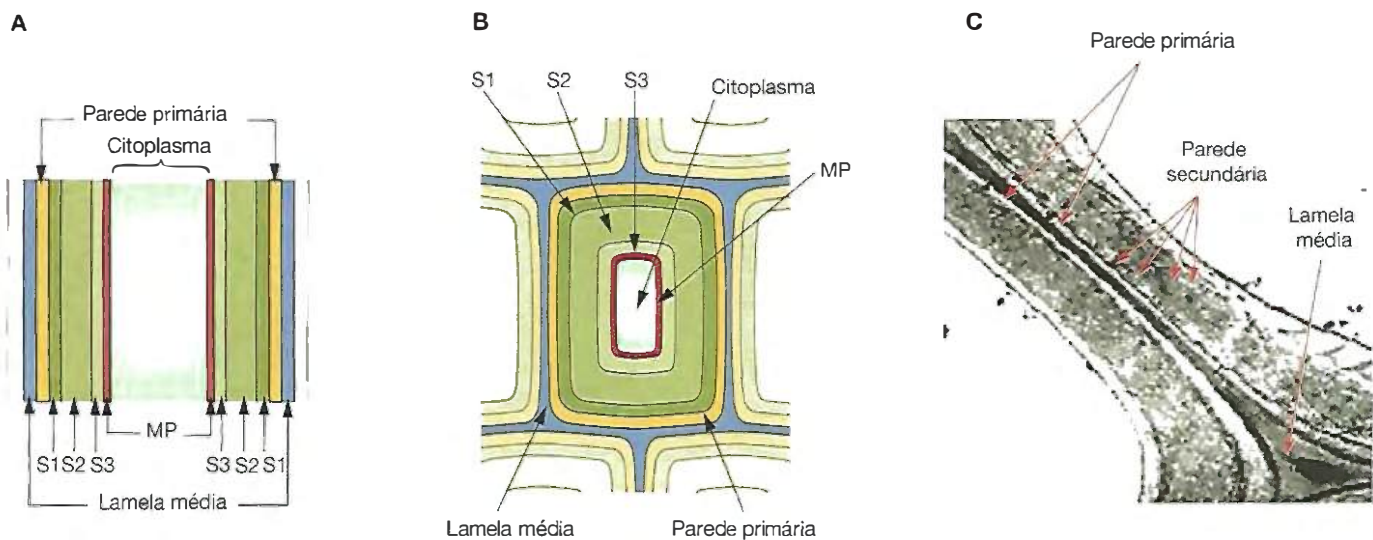 A
Parede primária
Citoplasma
MP
S1 S2 S3
S3 S2 S1
Lamela média
B
S1
S2
S3
Citoplasma
MP
Lamela média
Parede primária
C
Parede primária
Parede
secundária
Lamela
média